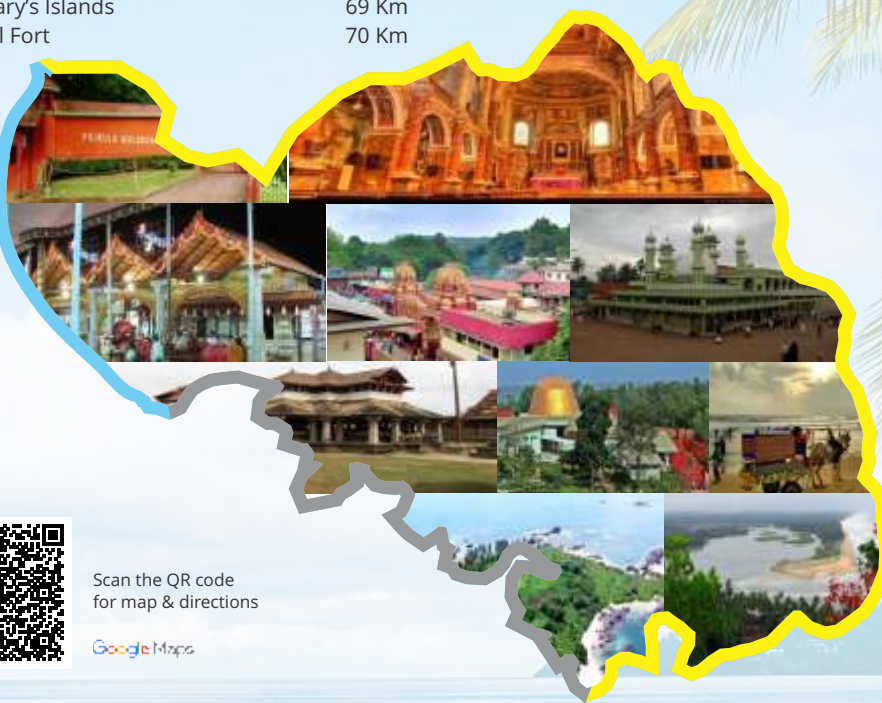 ary's Islands 69 Km
l Fort 70 Km
Scan the QR code
for map & directions
Google Maps